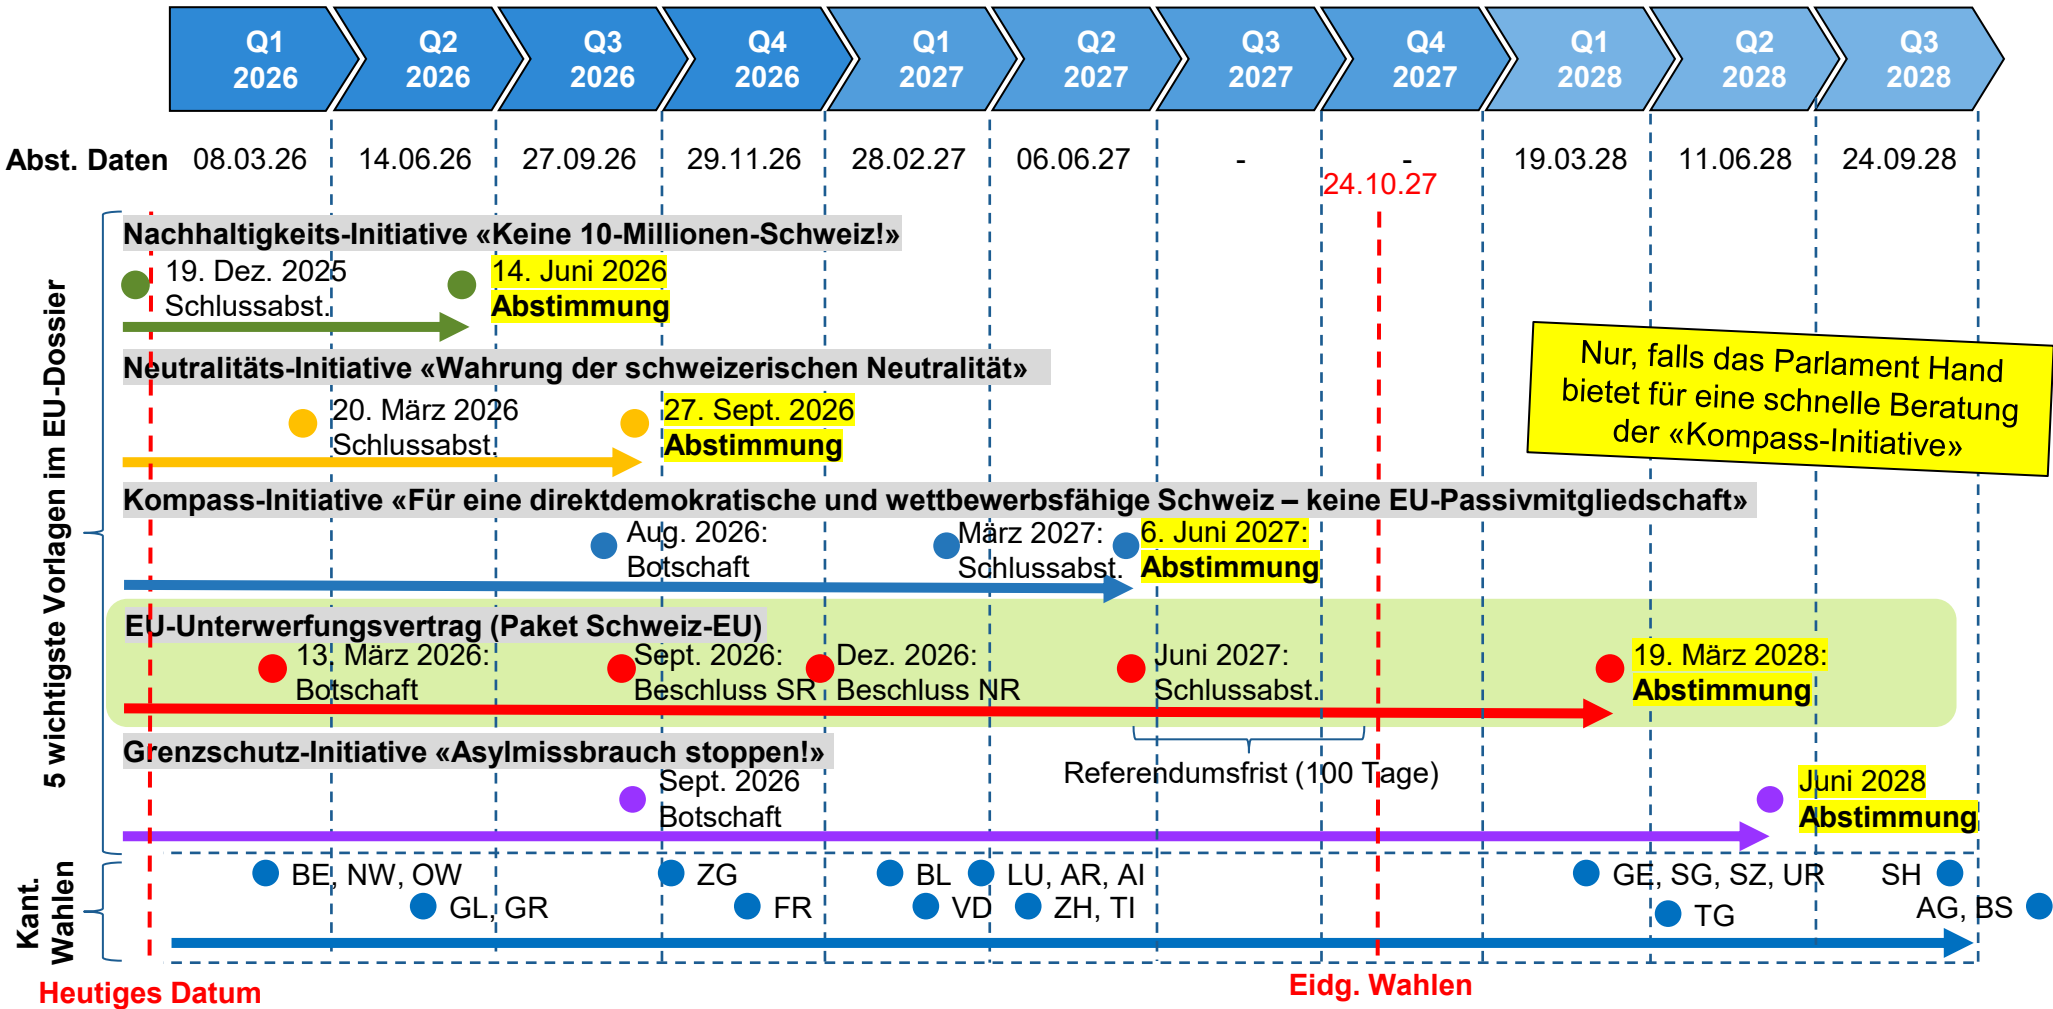 Q1 Q2 Q3 Q4 Q1 Q2 Q3 Q4 Q1 Q2 Q3
2026 2026 2026 2026 2027 2027 2027 2027 2028 2028 2028
Abst. Daten 08.03.26 14.06.26 27.09.26 29.11.26 28.02.27 06.06.27 - - 19.03.28 11.06.28 24.09.28
24.10.27
5 wichtigste Vorlagen im EU-Dossier
Nachhaltigkeits-Initiative «Keine 10-Millionen-Schweiz!»
19. Dez. 2025 14. Juni 2026
Schlussabst. Abstimmung
Nur, falls das Parlament Hand
bietet für eine schnelle Beratung
der «Kompass-Initiative»
Neutralitäts-Initiative «Wahrung der schweizerischen Neutralität»
20. März 2026 27. Sept. 2026
Schlussabst. Abstimmung
Kompass-Initiative «Für eine direktdemokratische und wettbewerbsfähige Schweiz – keine EU-Passivmitgliedschaft»
Aug. 2026: März 2027: 6. Juni 2027:
Botschaft Schlussabst. Abstimmung
EU-Unterwerfungsvertrag (Paket Schweiz-EU)
13. März 2026: Sept. 2026: Dez. 2026: Juni 2027: 19. März 2028:
Botschaft Beschluss SR Beschluss NR Schlussabst. Abstimmung
Grenzschutz-Initiative «Asylmissbrauch stoppen!»
Referendumsfrist (100 Tage)
Sept. 2026 Juni 2028
Botschaft Abstimmung
Kant.
Wahlen
BE, NW, OW ZG BL LU, AR, AI GE, SG, SZ, UR SH
GL, GR FR VD ZH, TI TG AG, BS
Heutiges Datum Eidg. Wahlen